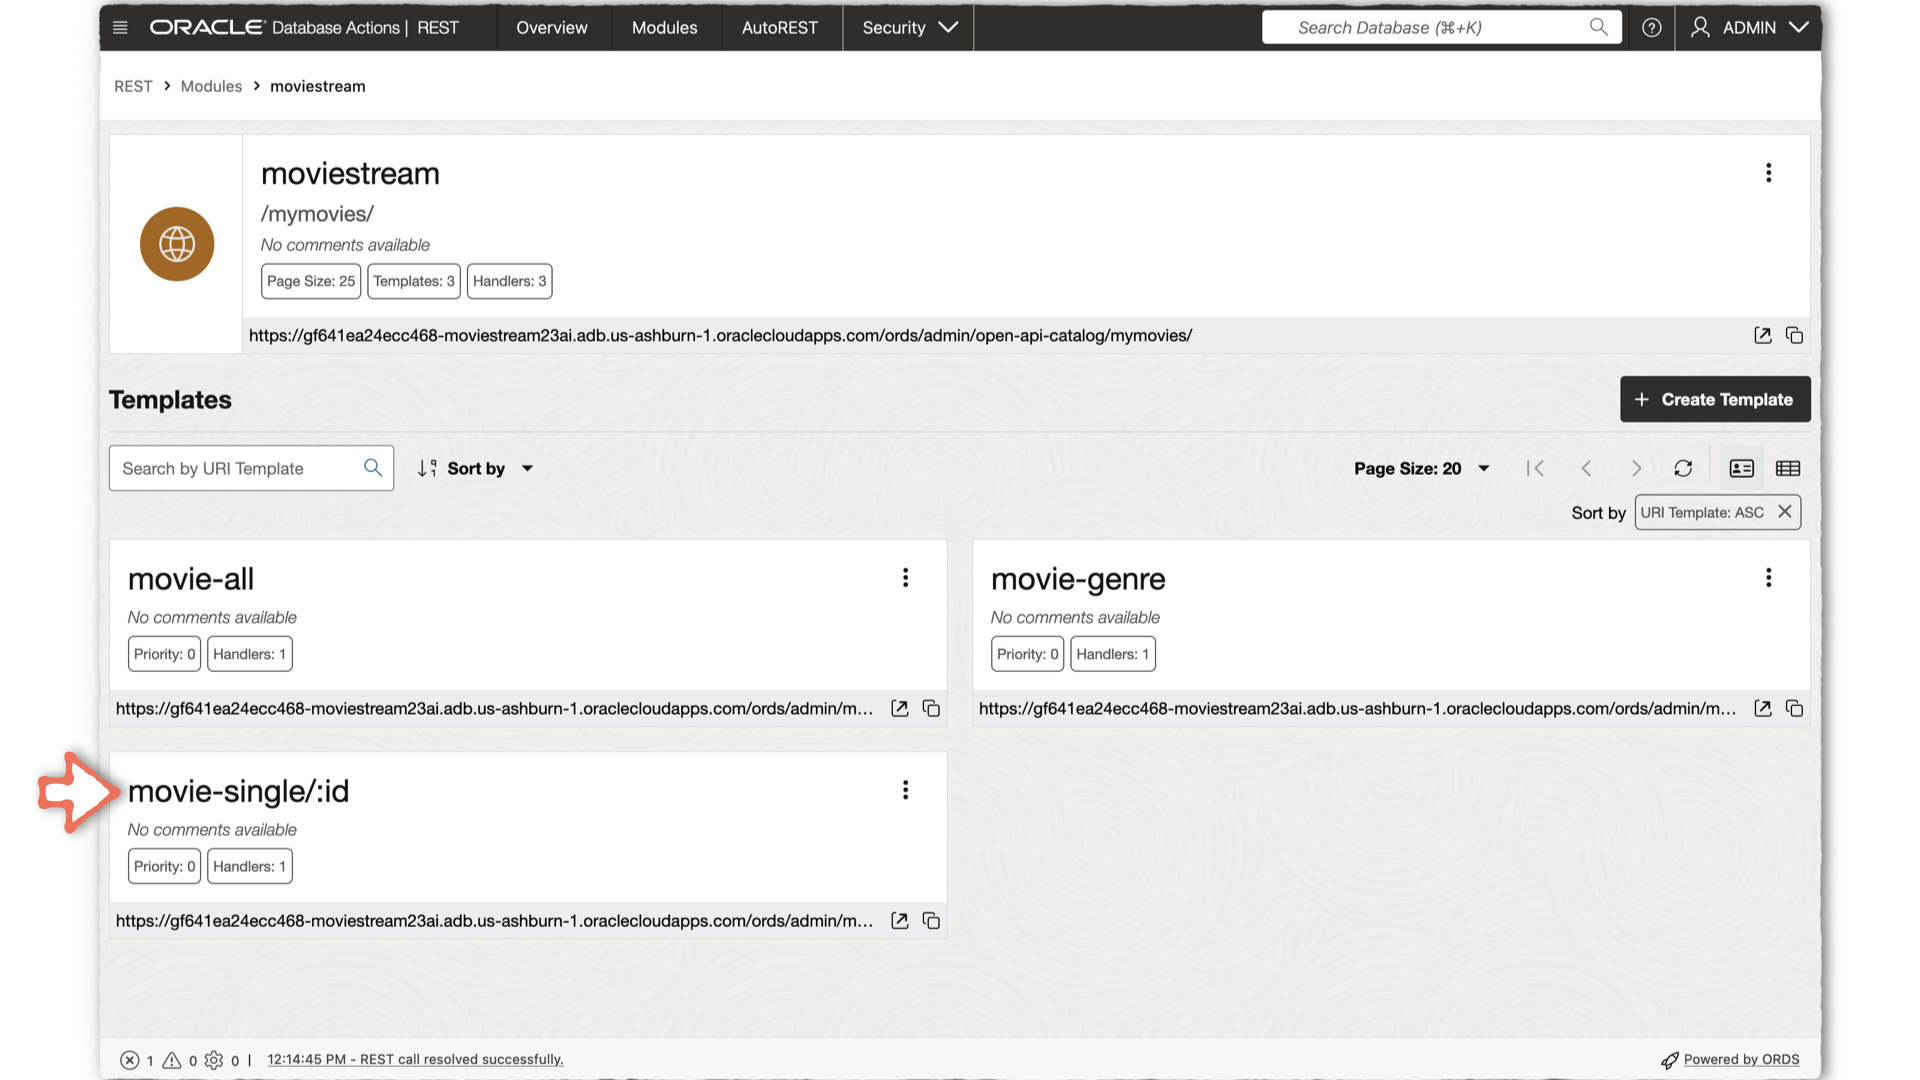 ORACLE Database Actions | REST Overview Modules AutoREST Security Search Database (⌘+K) ADMIN
REST > Modules > moviestream
moviestream
/mymovies/
No comments available
Page Size: 25 Templates: 3 Handlers: 3
https://gf641ea24ecc468-moviestream23ai.adb.us-ashburn-1.oraclecloudapps.com/ords/admin/open-api-catalog/mymovies/
Templates
+ Create Template
Search by URI Template Sort by Page Size: 20
Sort by URI Template: ASC
movie-all
No comments available
Priority: 0 Handlers: 1
https://gf641ea24ecc468-moviestream23ai.adb.us-ashburn-1.oraclecloudapps.com/ords/admin/m...
movie-genre
No comments available
Priority: 0 Handlers: 1
https://gf641ea24ecc468-moviestream23ai.adb.us-ashburn-1.oraclecloudapps.com/ords/admin/m...
movie-single/:id
No comments available
Priority: 0 Handlers: 1
https://gf641ea24ecc468-moviestream23ai.adb.us-ashburn-1.oraclecloudapps.com/ords/admin/m...
1 0 0 | 12:14:45 PM - REST call resolved successfully. Powered by ORDS